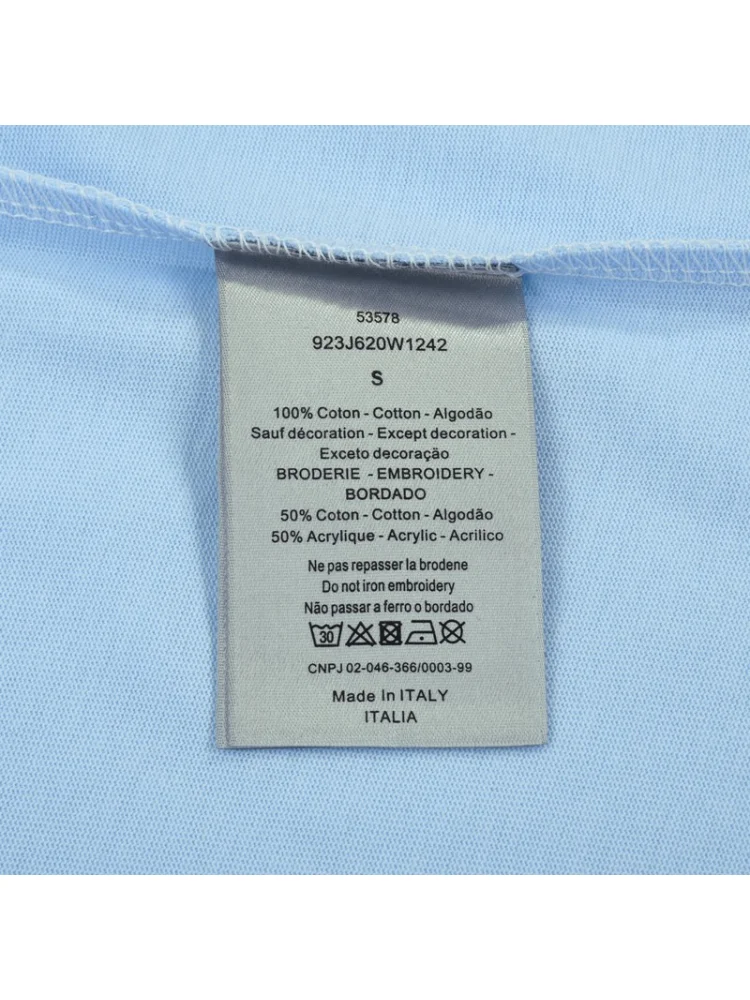 53578
923J620W1242
S
100% Coton - Cotton - Algodão
Sauf décoration - Except decoration -
Exceto decoração
BRODERIE - EMBROIDERY -
BORDADO
50% Coton - Cotton - Algodão
50% Acrylique - Acrylic - Acrilico
Ne pas repasser la brodene
Do not iron embroidery
Não passar a ferro o bordado
30
CNPJ 02-046-366/0003-99
Made In ITALY
ITALIA